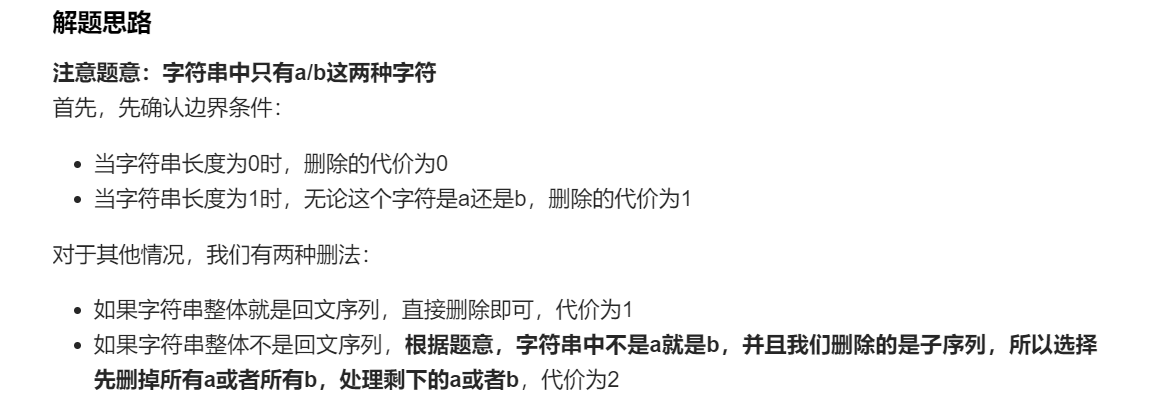 解题思路
注意题意：字符串中只有a/b这两种字符
首先，先确认边界条件：
• 当字符串长度为0时，删除的代价为0
• 当字符串长度为1时，无论这个字符是a还是b，删除的代价为1
对于其他情况，我们有两种删法：
• 如果字符串整体就是回文序列，直接删除即可，代价为1
• 如果字符串整体不是回文序列，根据题意，字符串中不是a就是b，并且我们删除的是子序列，所以选择
先删掉所有a或者所有b，处理剩下的a或者b，代价为2